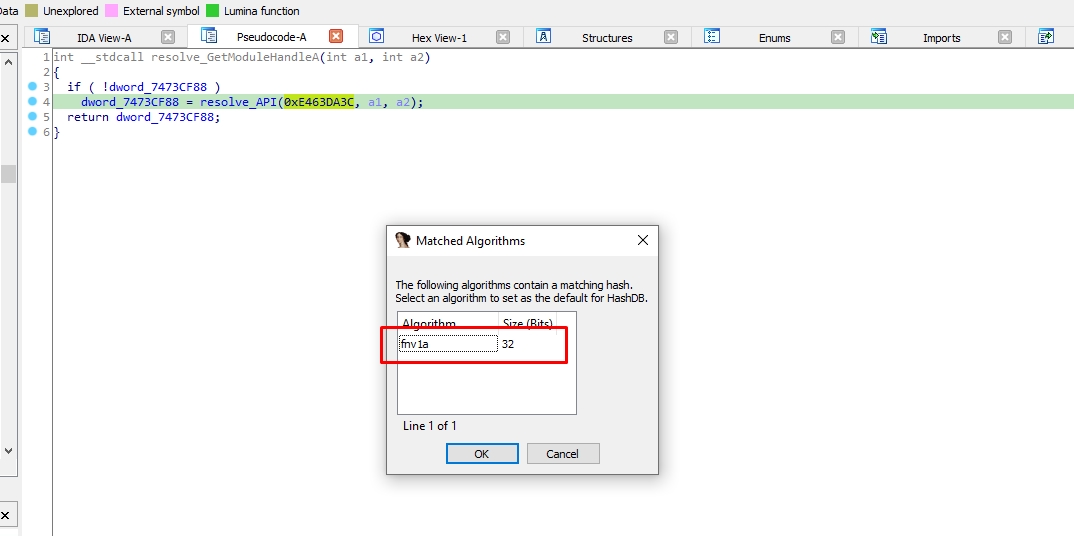 Data Unexplored External symbol Lumina function
IDA View-A Pseudocode-A Hex View-1 Structures Enums Imports
1 int __stdcall resolve_GetModuleHandleA(int a1, int a2)
2 {
3 if ( !dword_7473CF88 )
4 dword_7473CF88 = resolve_API(0xE463DA3C, a1, a2);
5 return dword_7473CF88;
6 }
Matched Algorithms
The following algorithms contain a matching hash.
Select an algorithm to set as the default for HashDB.
Algorithm Size (Bits)
fnv1a 32
Line 1 of 1
OK Cancel